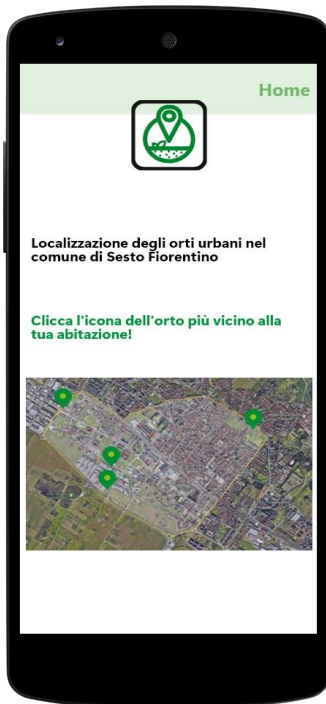 Home
Localizzazione degli orti urbani nel
comune di Sesto Fiorentino
Clicca l'icona dell'orto più vicino alla
tua abitazione!